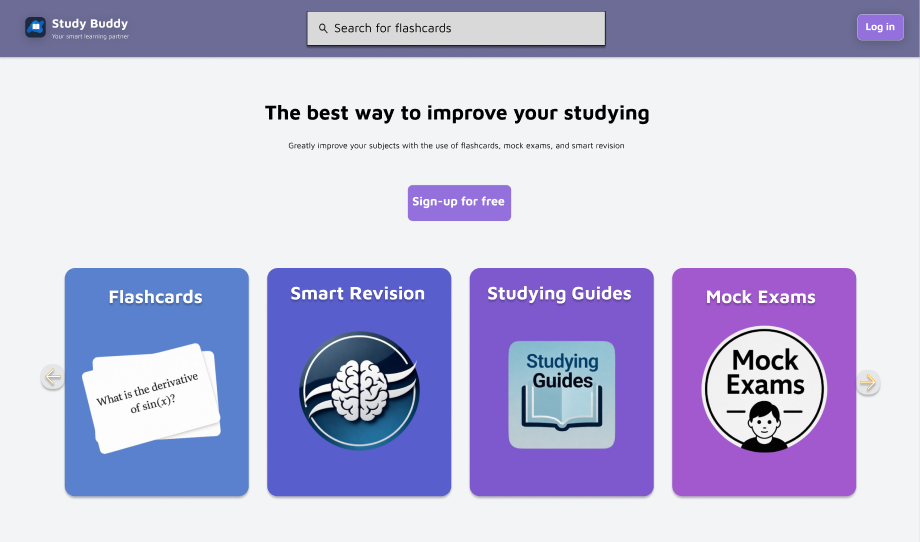 Study Buddy
Your smart learning partner
Search for flashcards
Log in
The best way to improve your studying
Greatly improve your subjects with the use of flashcards, mock exams, and smart revision
Sign-up for free
Flashcards
What is the derivative
of sin(x)?
Smart Revision
Studying Guides
Studying
Guides
Mock Exams
Mock
Exams